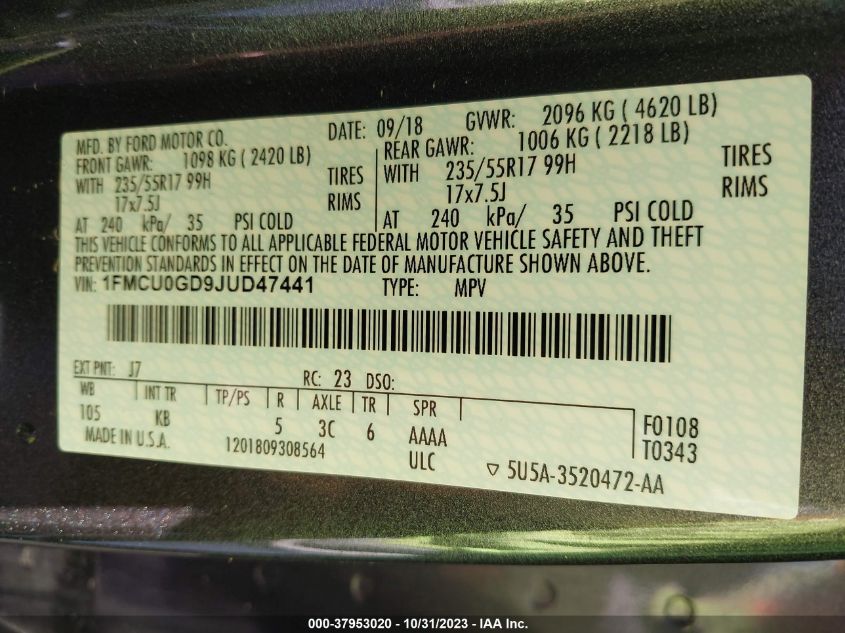 MFD. BY FORD MOTOR CO. DATE: 09/18 GVWR: 2096 KG ( 4620 LB)
FRONT GAWR: 1098 KG ( 2420 LB) REAR GAWR: 1006 KG ( 2218 LB)
WITH 235/55R17 99H TIRES WITH 235/55R17 99H TIRES
17x7.5J RIMS 17x7.5J RIMS
AT 240 kPa/ 35 PSI COLD AT 240 kPa/ 35 PSI COLD
THIS VEHICLE CONFORMS TO ALL APPLICABLE FEDERAL MOTOR VEHICLE SAFETY AND THEFT
PREVENTION STANDARDS IN EFFECT ON THE DATE OF MANUFACTURE SHOWN ABOVE.
VIN: 1FMCU0GD9JUD47441 TYPE: MPV
EXT PNT: J7 RC: 23 DSO:
WB INT TR TP/PS R AXLE TR SPR
105 KB 5 3C 6 AAAA F0108
MADE IN U.S.A. 1201809308564 ULC T0343
5U5A-3520472-AA
000-37953020 - 10/31/2023 - IAA Inc.